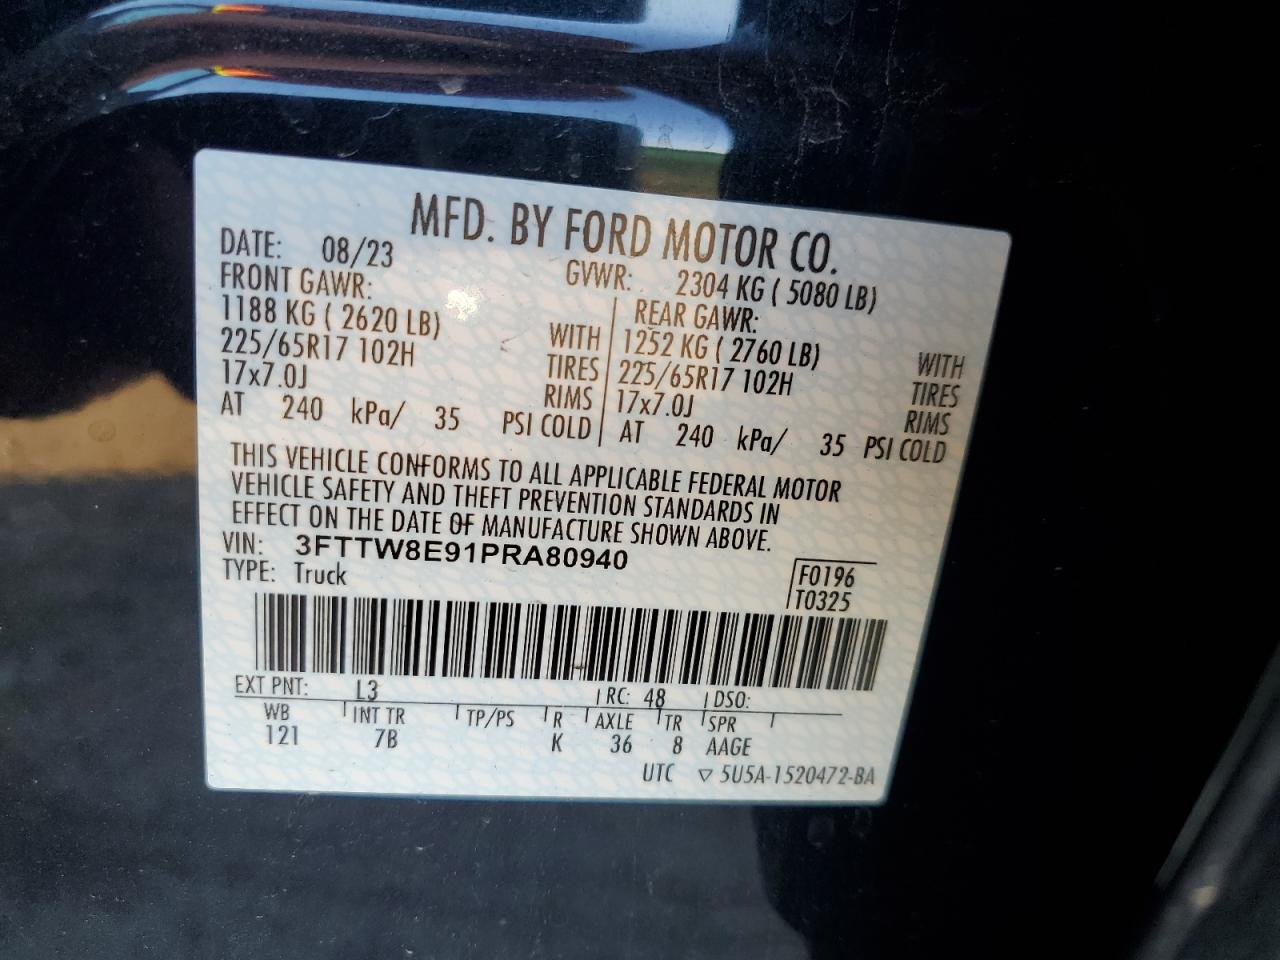 MFD. BY FORD MOTOR CO.
DATE: 08/23 GVWR: 2304 KG ( 5080 LB)
FRONT GAWR: REAR GAWR:
1188 KG ( 2620 LB) WITH 1252 KG ( 2760 LB) WITH
225/65R17 102H TIRES 225/65R17 102H TIRES
17x7.0J RIMS 17x7.0J RIMS
AT 240 kPa/ 35 PSI COLD AT 240 kPa/ 35 PSI COLD
THIS VEHICLE CONFORMS TO ALL APPLICABLE FEDERAL MOTOR
VEHICLE SAFETY AND THEFT PREVENTION STANDARDS IN
EFFECT ON THE DATE OF MANUFACTURE SHOWN ABOVE.
VIN: 3FTTW8E91PRA80940
TYPE: Truck
F0196
T0325
EXT PNT: L3 RC: 48 DSO:
WB INT TR TP/PS R AXLE TR SPR
121 7B K 36 8 AAGE
UTC ▽ 5U5A-1520472-BA